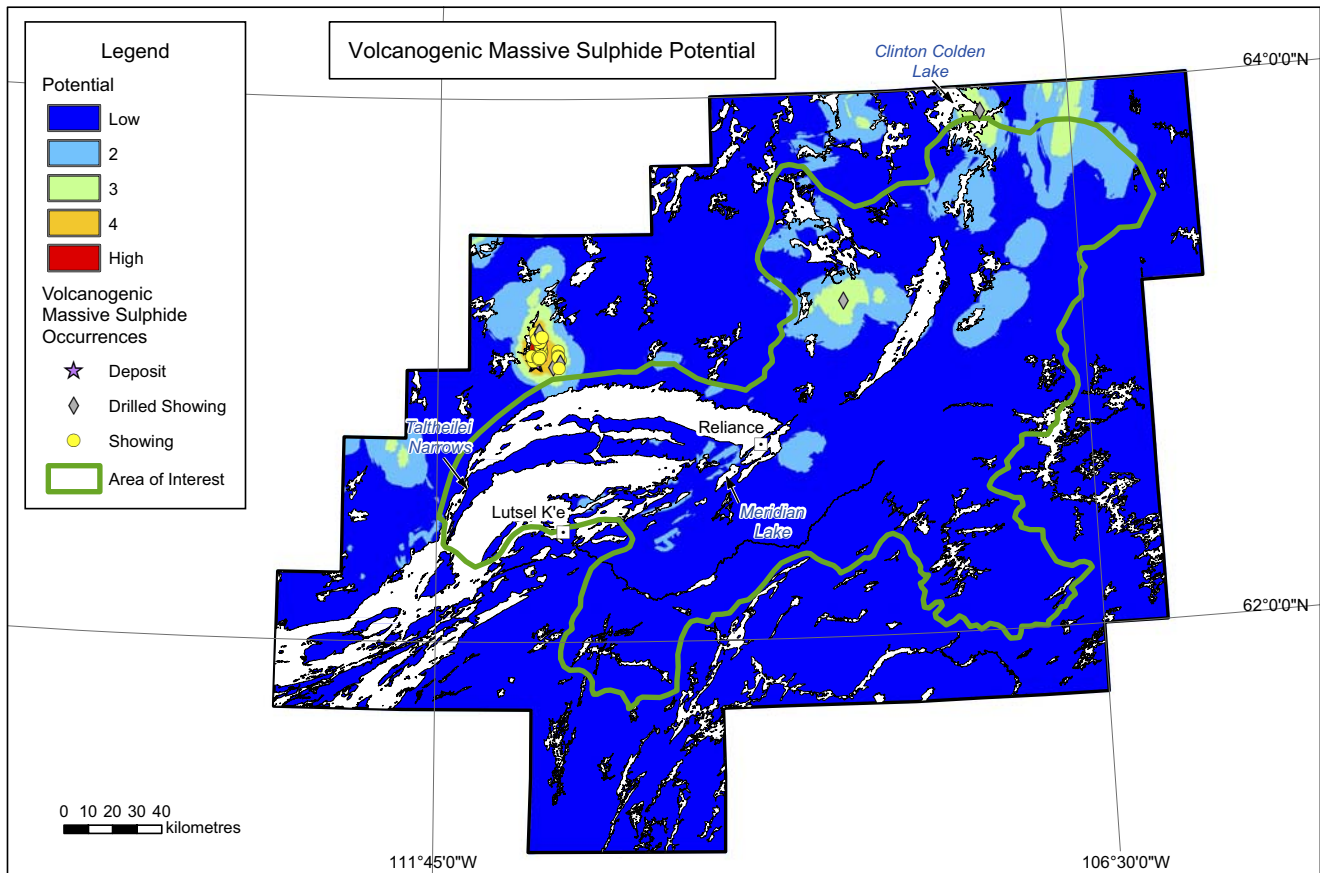 Volcanogenic Massive Sulphide Potential
Legend
Potential
Low
2
3
4
High
Volcanogenic
Massive Sulphide
Occurrences
Deposit
Drilled Showing
Showing
Area of Interest
Clinton Colden
Lake
64°0'0"N
Taltheilei
Narrows
Reliance
Lutsel K'e
Meridian
Lake
62°0'0"N
0 10 20 30 40
kilometres
111°45'0"W
106°30'0"W